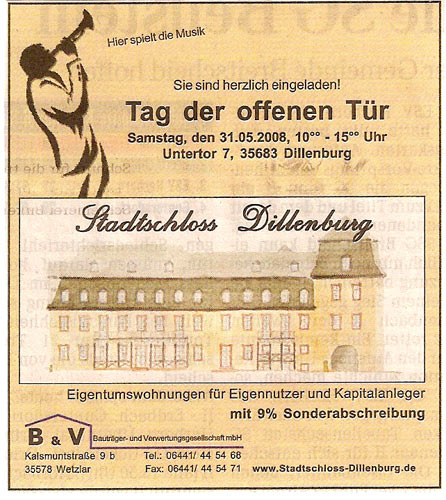 Hier spielt die Musik
Sie sind herzlich eingeladen!
Tag der offenen Tür
Samstag, den 31.05.2008, 10°° - 15°° Uhr
Untertor 7, 35683 Dillenburg
Stadtschloss Dillenburg
Eigentumswohnungen für Eigennutzer und Kapitalanleger
mit 9% Sonderabschreibung
B & V Bauträger- und Verwertungsgesellschaft mbH
Kalsmuntstraße 9 b Tel.: 06441/ 44 54 68
35578 Wetzlar Fax: 06441/ 44 54 71 www.Stadtschloss-Dillenburg.de